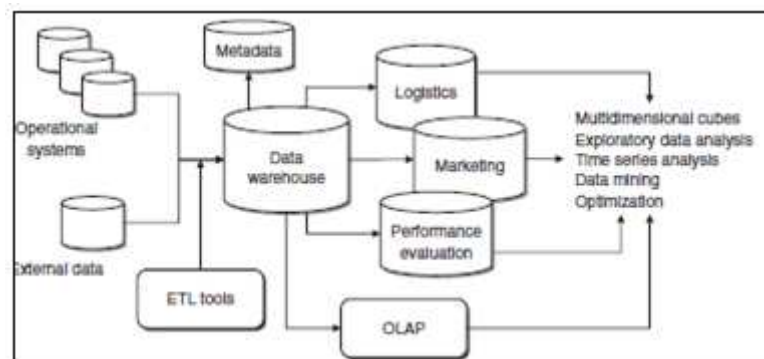 Metadata
Logistics
Operational
systems
Data
warehouse
Marketing
Multidimensional cubes
Exploratory data analysis
Time series analysis
Data mining
Optimization
Performance
evaluation
External data
ETL tools
OLAP